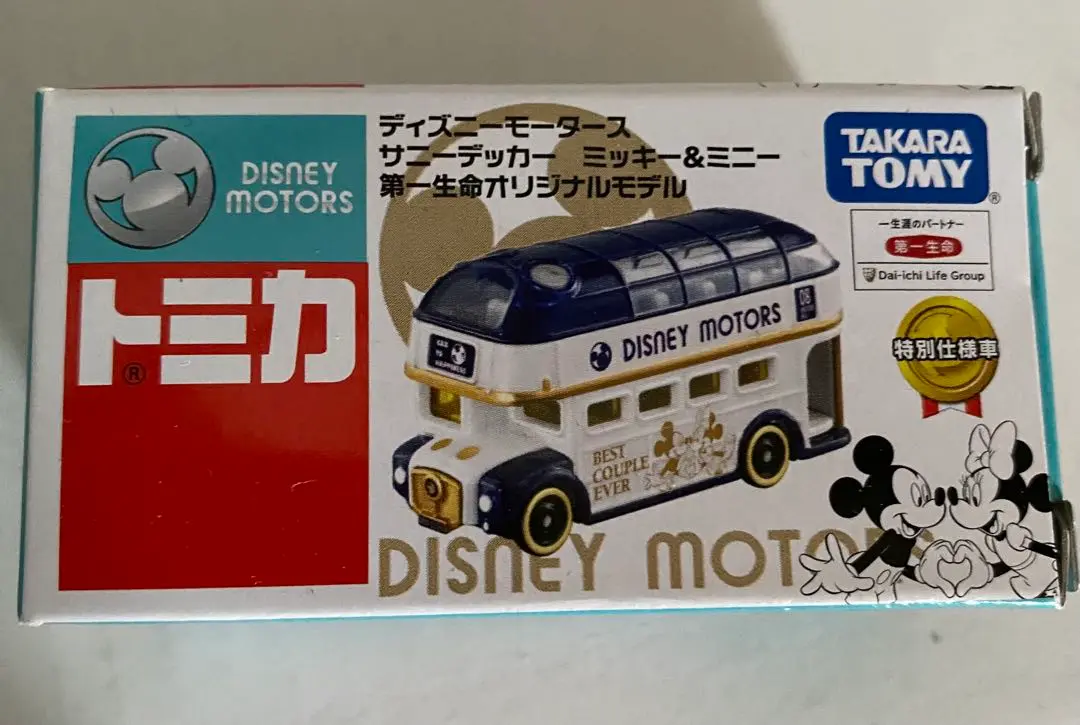 DISNEY
MOTORS
トミカ
®
ディズニーモータース
サニーデッカー ミッキー&ミニー
第一生命オリジナルモデル
TAKARA
TOMY
®
一生涯のパートナー
第一生命
Dai-ichi Life Group
特別仕様車
DISNEY MOTORS
08
CAR
TO
HAPPINESS
BEST
COUPLE
EVER
DISNEY MOTORS